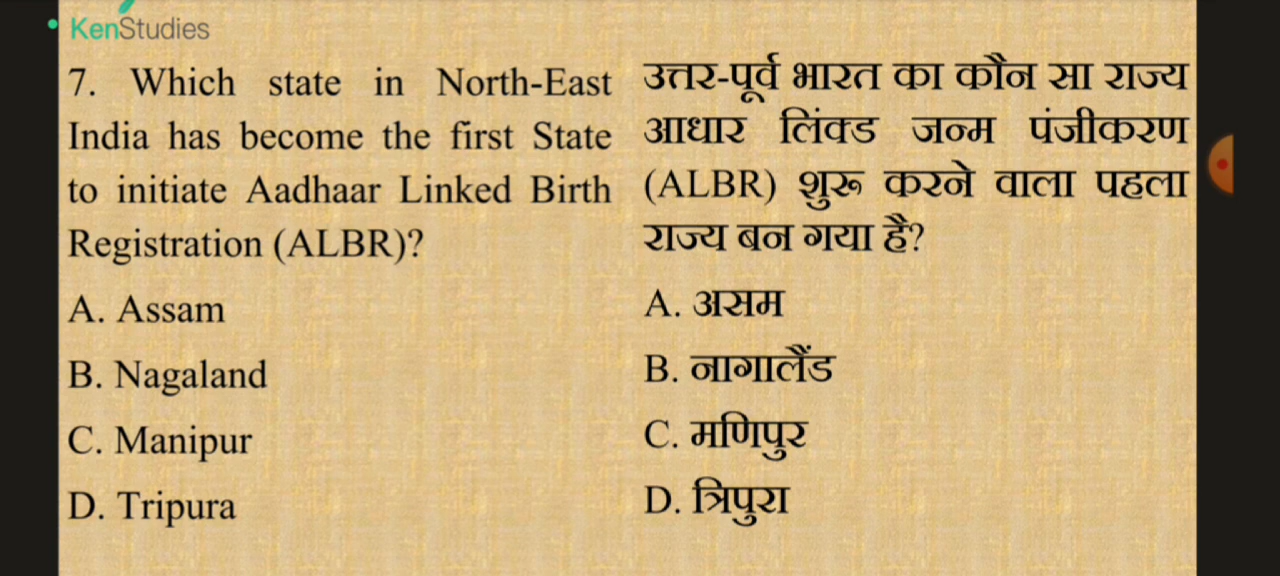 KenStudies
7. Which state in North-East
India has become the first State
to initiate Aadhaar Linked Birth
Registration (ALBR)?
A. Assam
B. Nagaland
C. Manipur
D. Tripura
उत्तर-पूर्व भारत का कौन सा राज्य
आधार लिंक्ड जन्म पंजीकरण
(ALBR) शुरू करने वाला पहला
राज्य बन गया है?
A. असम
B. नागालैंड
C. मणिपुर
D. त्रिपुरा